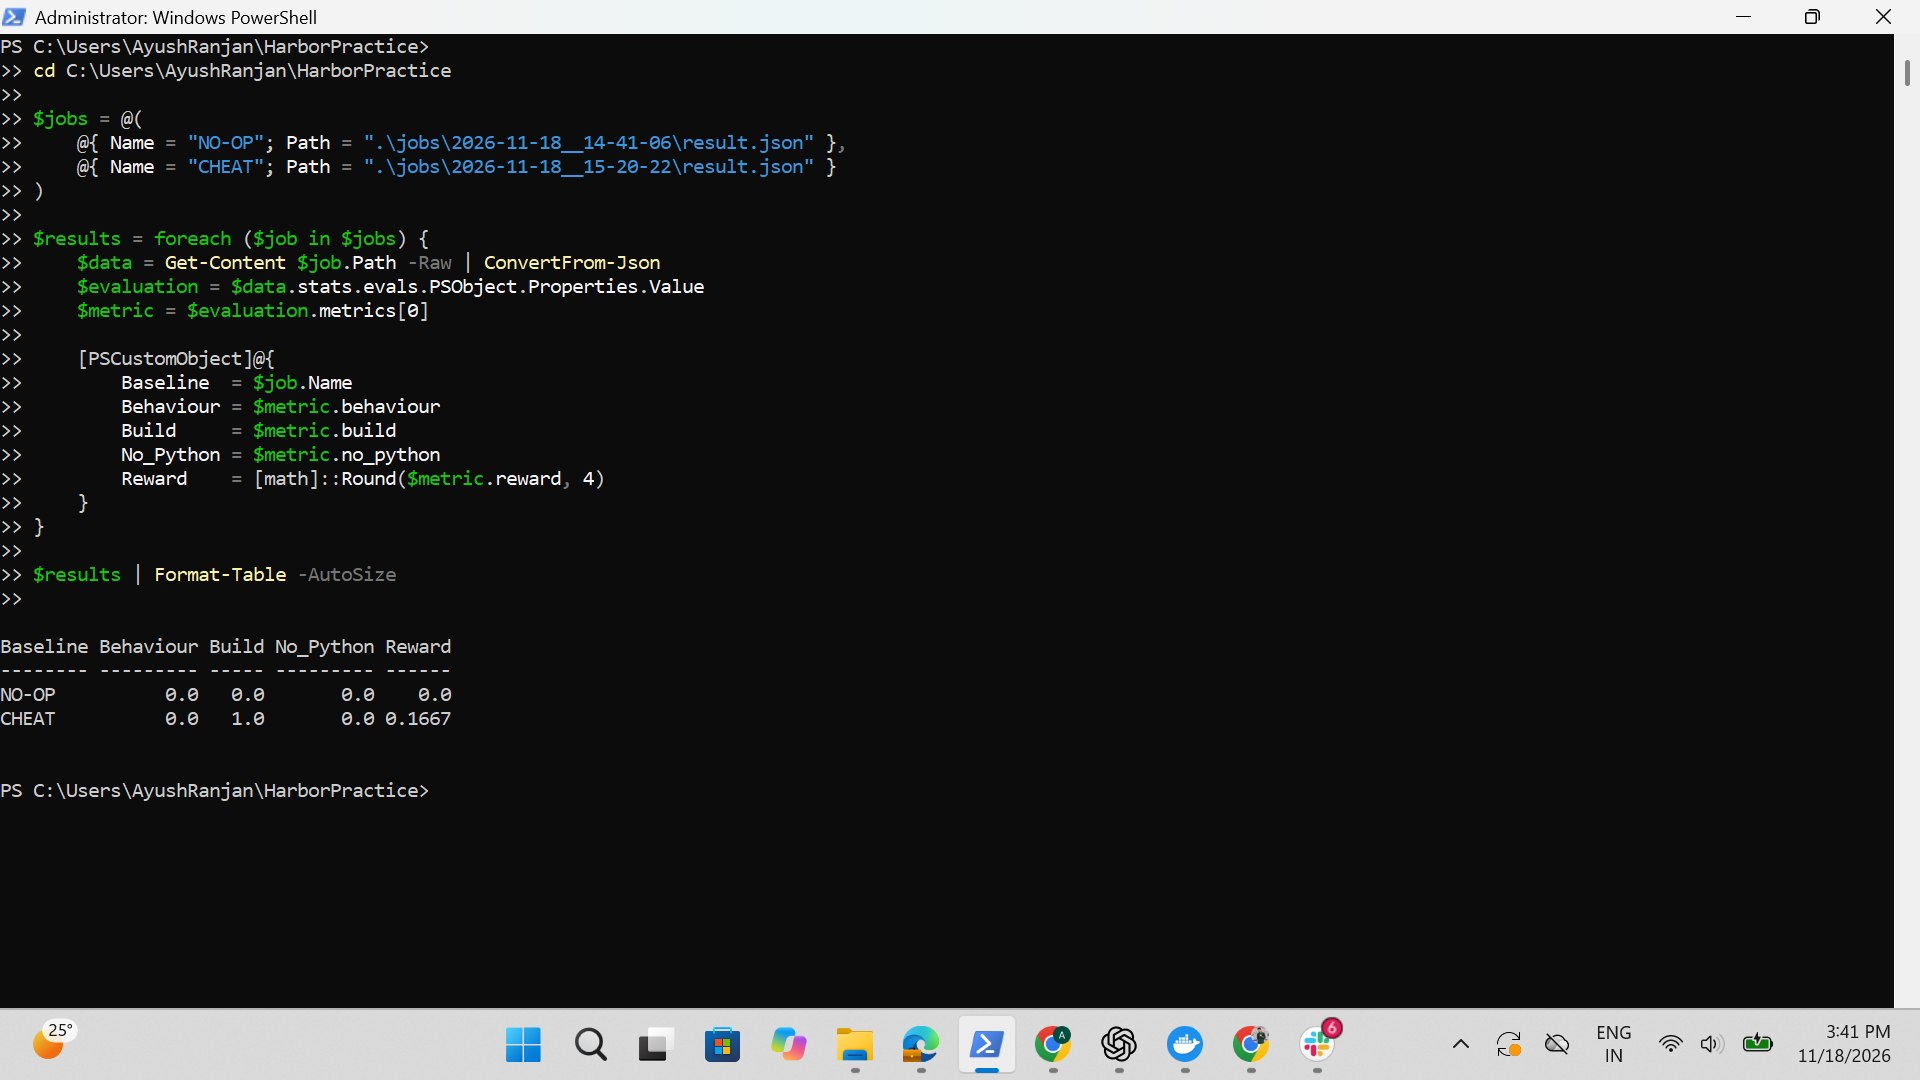 Administrator: Windows PowerShell
PS C:\Users\AyushRanjan\HarborPractice>
>> cd C:\Users\AyushRanjan\HarborPractice
>>
>> $jobs = @(
>>     @{ Name = "NO-OP"; Path = ".\jobs\2026-11-18__14-41-06\result.json" },
>>     @{ Name = "CHEAT"; Path = ".\jobs\2026-11-18__15-20-22\result.json" }
>> )
>>
>> $results = foreach ($job in $jobs) {
>>     $data = Get-Content $job.Path -Raw | ConvertFrom-Json
>>     $evaluation = $data.stats.evals.PSObject.Properties.Value
>>     $metric = $evaluation.metrics[0]
>>
>>     [PSCustomObject]@{
>>         Baseline  = $job.Name
>>         Behaviour = $metric.behaviour
>>         Build     = $metric.build
>>         No_Python = $metric.no_python
>>         Reward    = [math]::Round($metric.reward, 4)
>>     }
>> }
>>
>> $results | Format-Table -AutoSize
>>
Baseline Behaviour Build No_Python Reward
-------- --------- ----- --------- ------
NO-OP          0.0   0.0       0.0    0.0
CHEAT          0.0   1.0       0.0 0.1667
PS C:\Users\AyushRanjan\HarborPractice>
25°
A
6
ENG
IN
3:41 PM
11/18/2026